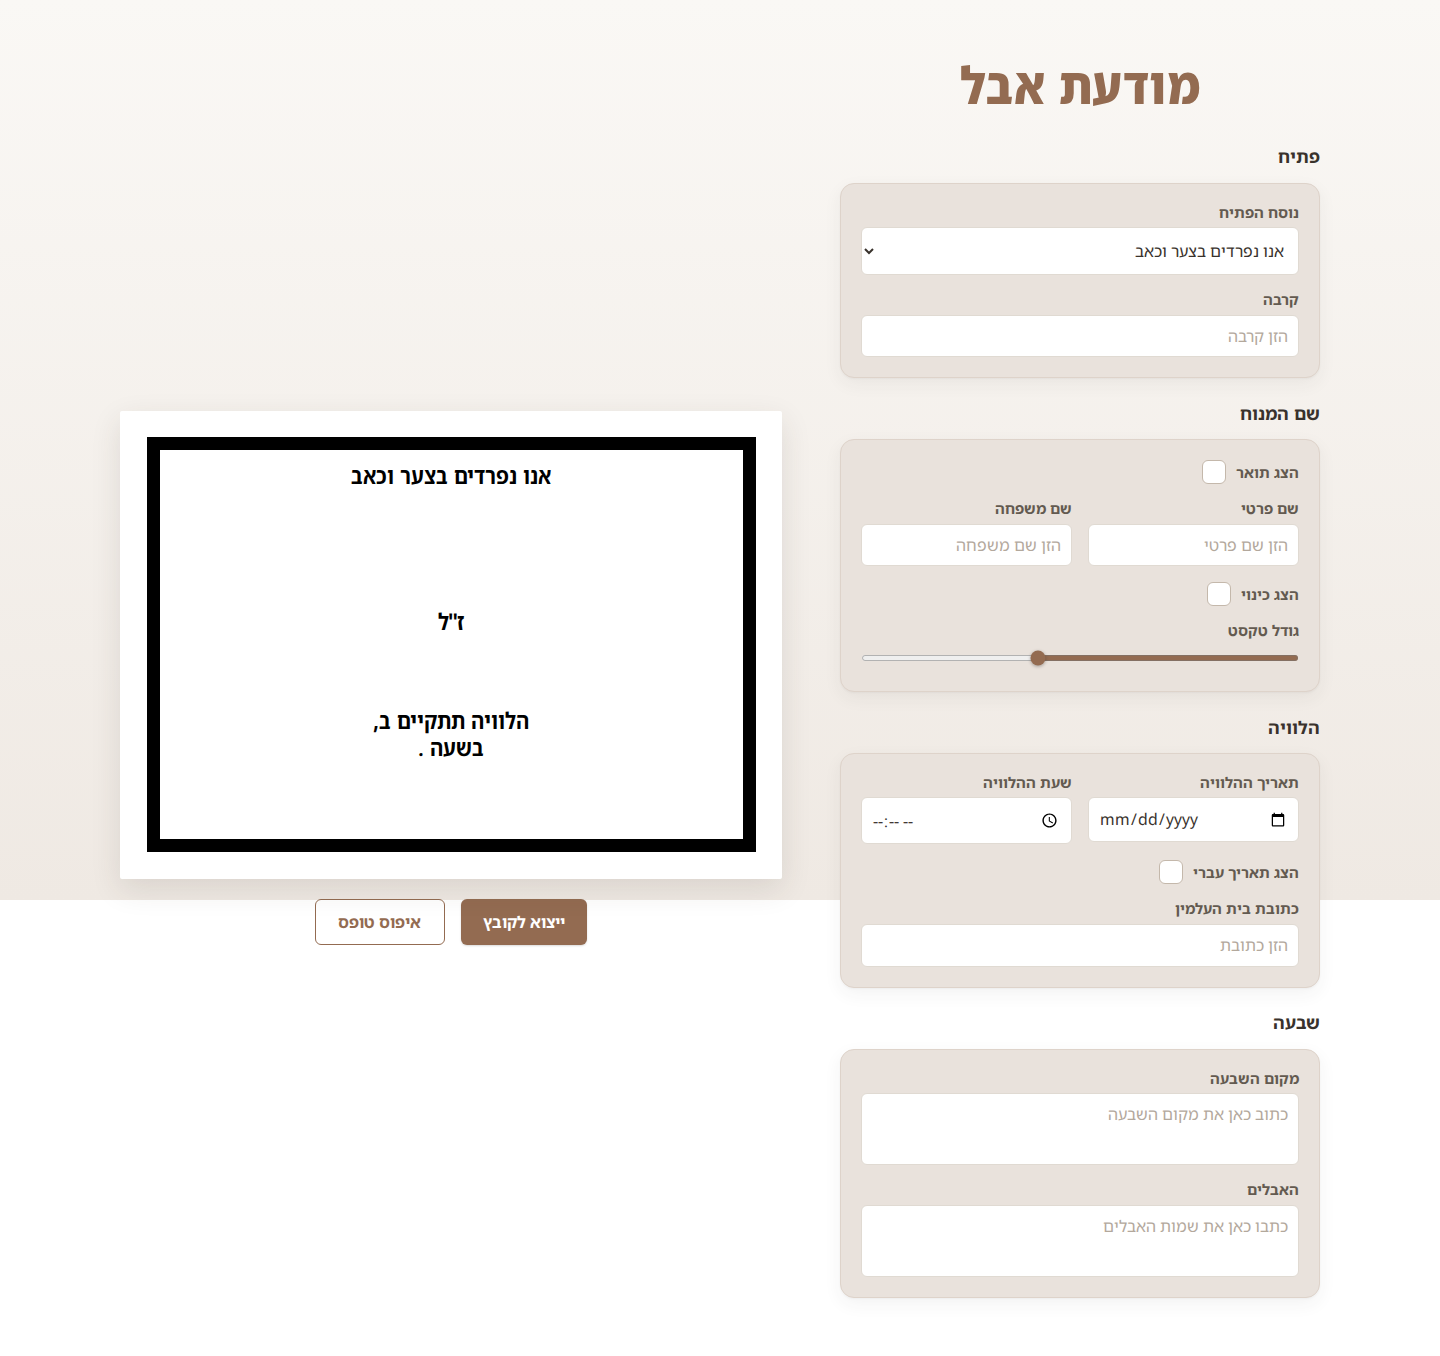 מודעת אבל
פתיח
נוסח הפתיח
אנו נפרדים בצער וכאב
קרבה
הזן קרבה
שם המנוח
הצג תואר
שם פרטי
שם משפחה
הזן שם פרטי
הזן שם משפחה
הצג כינוי
גודל טקסט
הלוויה
תאריך ההלוויה
שעת ההלוויה
mm/dd/yyyy
--:-- --
הצג תאריך עברי
כתובת בית העלמין
הזן כתובת
שבעה
מקום השבעה
כתוב כאן את מקום השבעה
האבלים
כתבו כאן את שמות האבלים
אנו נפרדים בצער וכאב
ז"ל
הלוויה תתקיים ב,
בשעה .
ייצוא לקובץ
איפוס טופס